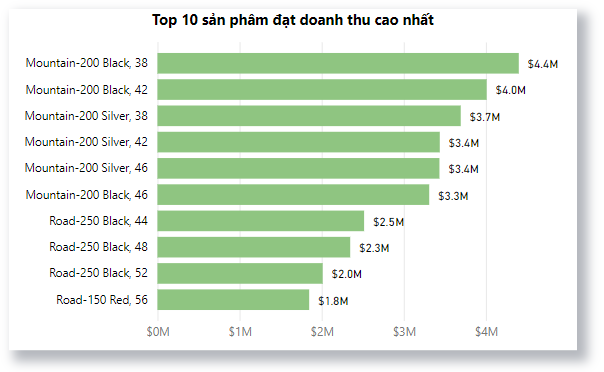 Top 10 sản phâm đạt doanh thu cao nhất
Mountain-200 Black, 38 $4.4M
Mountain-200 Black, 42 $4.0M
Mountain-200 Silver, 38 $3.7M
Mountain-200 Silver, 42 $3.4M
Mountain-200 Silver, 46 $3.4M
Mountain-200 Black, 46 $3.3M
Road-250 Black, 44 $2.5M
Road-250 Black, 48 $2.3M
Road-250 Black, 52 $2.0M
Road-150 Red, 56 $1.8M
$0M $1M $2M $3M $4M